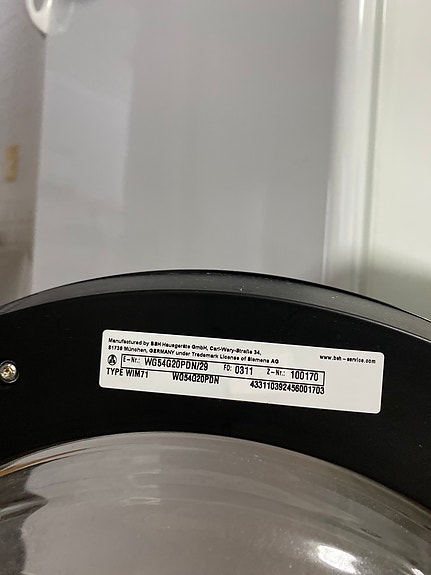 Manufactured by BSH Hausgeräte GmbH, Carl-Wery-Straße 34,
81739 München, GERMANY under Trademark License of Siemens AG
www.bsh-service.com
E-Nr.: WG54G20PDN/29 FD: 0311 Z-Nr.: 100170
TYPE WIM71 WG54G20PDN 433110392456001703